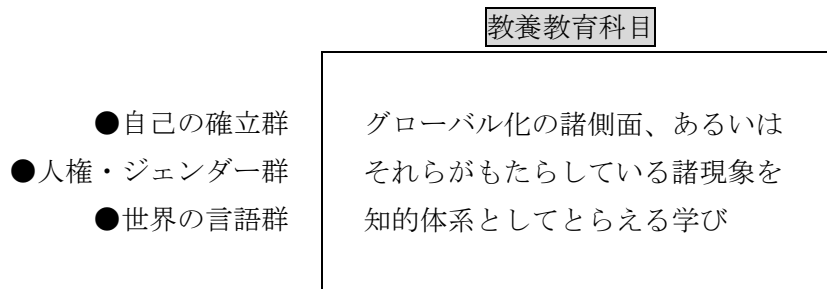 教養教育科目
●自己の確立群
●人権・ジェンダー群
●世界の言語群
グローバル化の諸側面、あるいは
それらがもたらしている諸現象を
知的体系としてとらえる学び